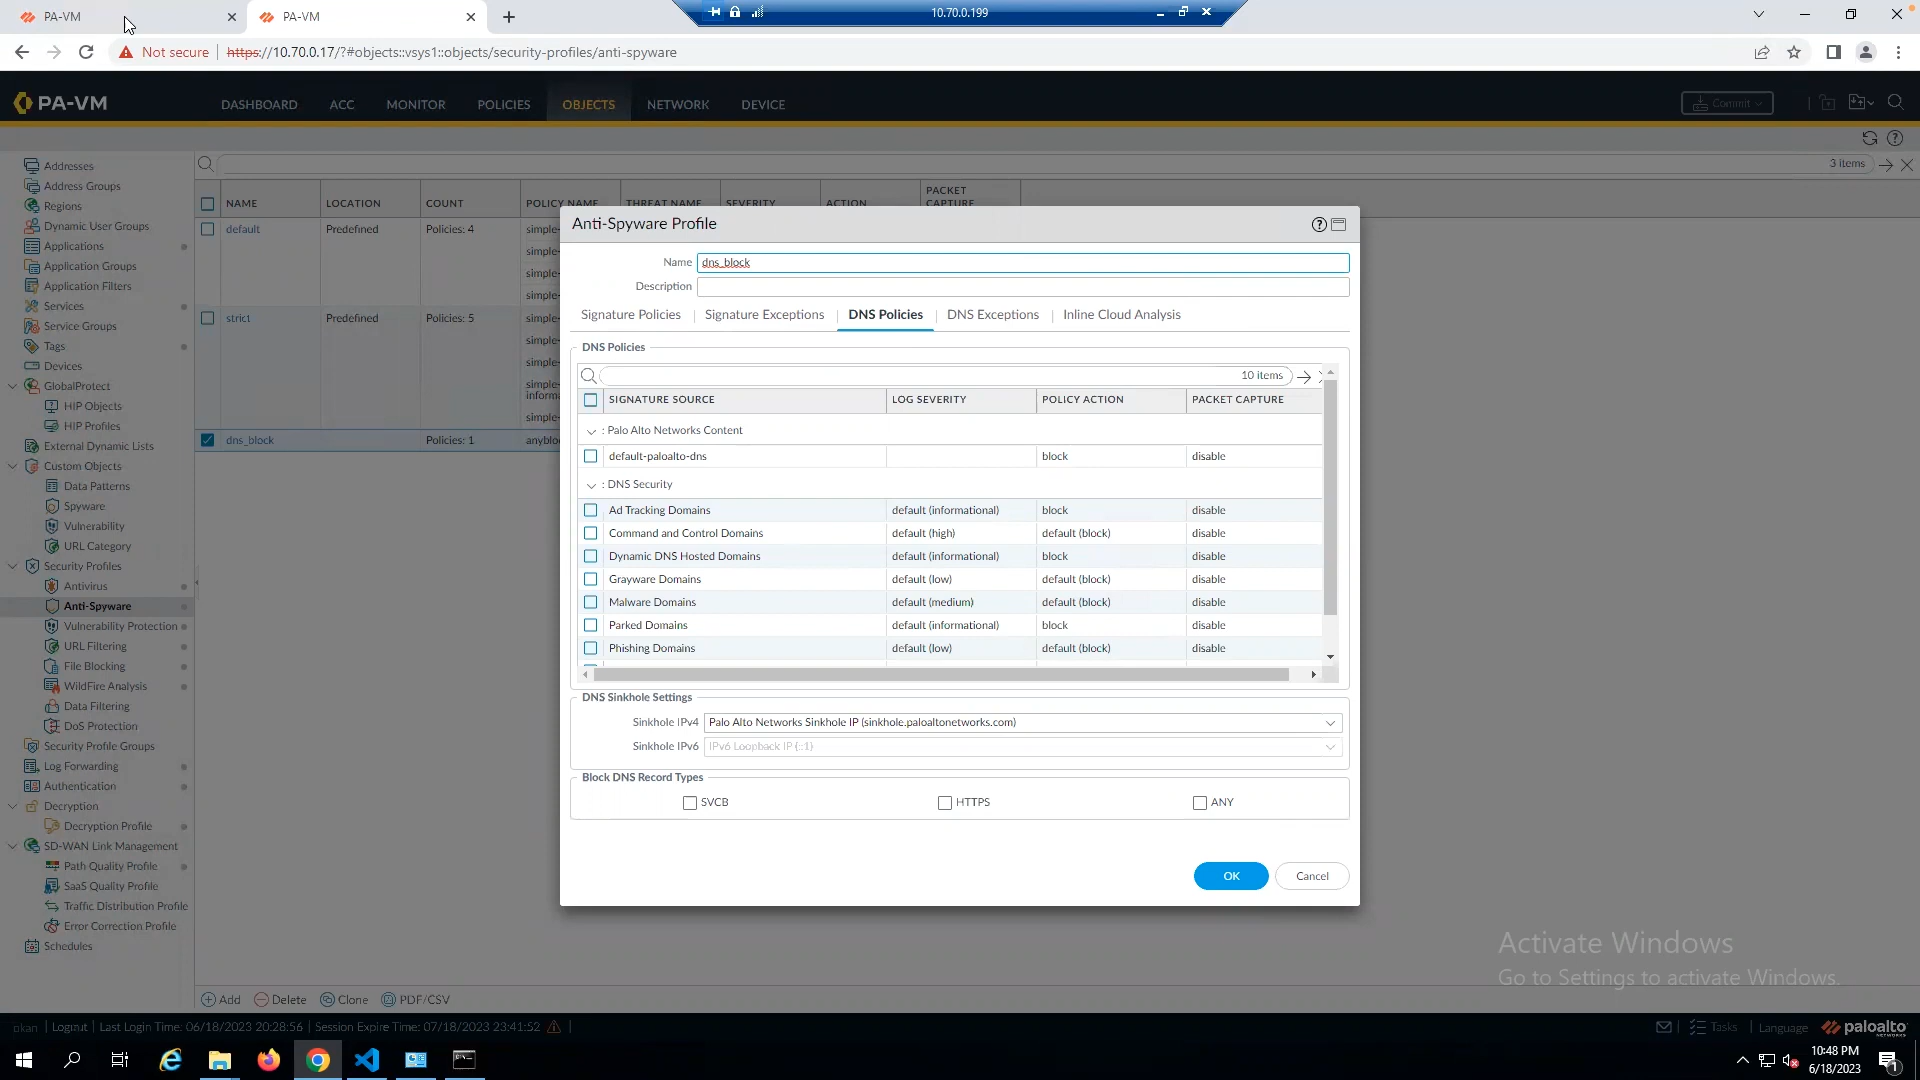 PA-VM
PA-VM
10.70.0.199
Not secure
https://10.70.0.17/?#objects::vsys1::objects/security-profiles/anti-spyware
PA-VM
DASHBOARD
ACC
MONITOR
POLICIES
OBJECTS
NETWORK
DEVICE
Commit
Addresses
Address Groups
Regions
Dynamic User Groups
Applications
Application Groups
Application Filters
Services
Service Groups
Tags
Devices
GlobalProtect
HIP Objects
HIP Profiles
External Dynamic Lists
Custom Objects
Data Patterns
Spyware
Vulnerability
URL Category
Security Profiles
Antivirus
Anti-Spyware
Vulnerability Protection
URL Filtering
File Blocking
WildFire Analysis
Data Filtering
DoS Protection
Security Profile Groups
Log Forwarding
Authentication
Decryption
Decryption Profile
SD-WAN Link Management
Path Quality Profile
SaaS Quality Profile
Traffic Distribution Profile
Error Correction Profile
Schedules
3 items
NAME LOCATION COUNT POLICY NAME THREAT NAME SEVERITY ACTION PACKET CAPTURE
default Predefined Policies: 4 simple-
simple-
simple-
simple-
strict Predefined Policies: 5 simple-
simple-
simple-
simple-
informa
simple-
dns_block Policies: 1 anybloc
Anti-Spyware Profile
Name dns_block
Description
Signature Policies
Signature Exceptions
DNS Policies
DNS Exceptions
Inline Cloud Analysis
DNS Policies
10 items
SIGNATURE SOURCE LOG SEVERITY POLICY ACTION PACKET CAPTURE
: Palo Alto Networks Content
default-paloalto-dns block disable
: DNS Security
Ad Tracking Domains default (informational) block disable
Command and Control Domains default (high) default (block) disable
Dynamic DNS Hosted Domains default (informational) block disable
Grayware Domains default (low) default (block) disable
Malware Domains default (medium) default (block) disable
Parked Domains default (informational) block disable
Phishing Domains default (low) default (block) disable
DNS Sinkhole Settings
Sinkhole IPv4 Palo Alto Networks Sinkhole IP (sinkhole.paloaltonetworks.com)
Sinkhole IPv6 IPv6 Loopback IP (::1)
Block DNS Record Types
SVCB
HTTPS
ANY
OK
Cancel
Activate Windows
Go to Settings to activate Windows.
Add
Delete
Clone
PDF/CSV
okan | Logout | Last Login Time: 06/18/2023 20:28:56 | Session Expire Time: 07/18/2023 23:41:52 |
Tasks
Language
paloalto
NETWORKS
10:48 PM
6/18/2023
1